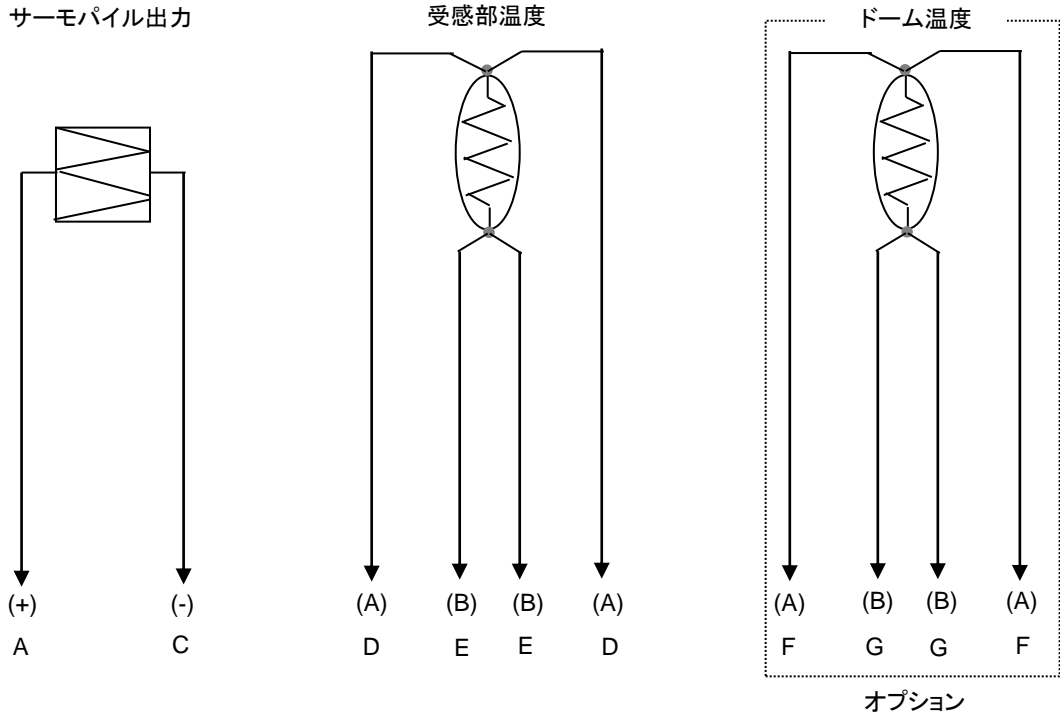 サーモパイル出力
受感部温度
ドーム温度
(+) (-) (A) (B) (B) (A) (A) (B) (B) (A)
A C D E E D F G G F
オプション